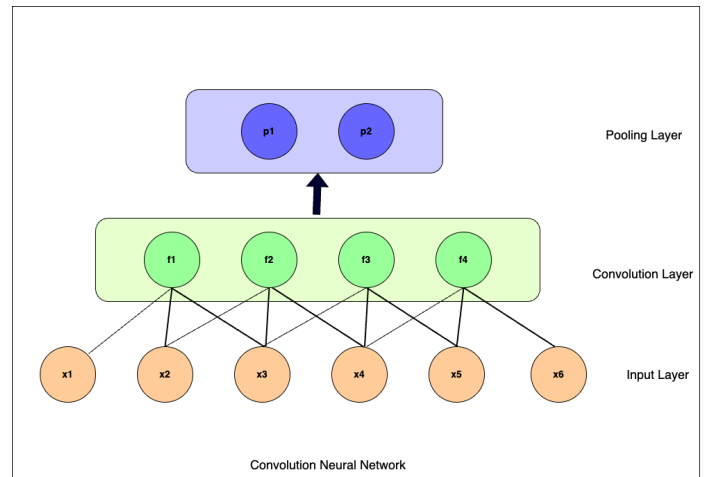 p1 p2
Pooling Layer
f1 f2 f3 f4
Convolution Layer
x1 x2 x3 x4 x5 x6
Input Layer
Convolution Neural Network